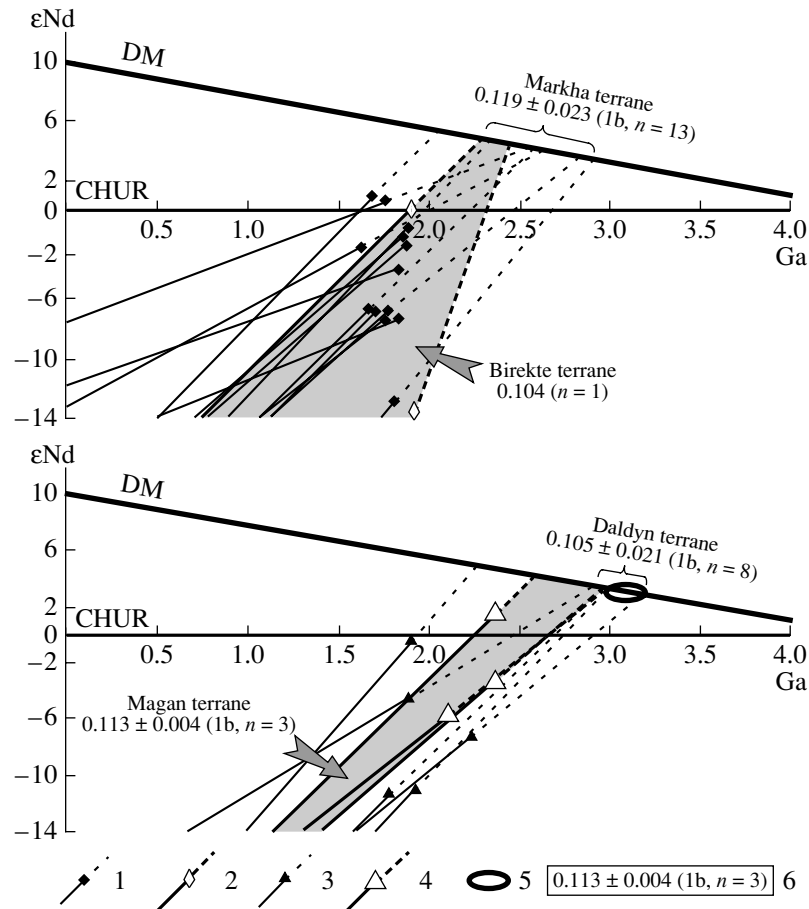 εNd
10
DM
6
2
CHUR
0
-2
-6
-10
-14
0.5
1.0
1.5
2.0
2.5
3.0
3.5
4.0
Ga
Markha terrane
0.119 ± 0.023 (1b, n = 13)
Birekte terrane
0.104 (n = 1)
εNd
10
DM
6
2
CHUR
0
-2
-6
-10
-14
0.5
1.0
1.5
2.0
2.5
3.0
3.5
4.0
Ga
Daldyn terrane
0.105 ± 0.021 (1b, n = 8)
Magan terrane
0.113 ± 0.004 (1b, n = 3)
1 2 3 4 5 0.113 ± 0.004 (1b, n = 3) 6